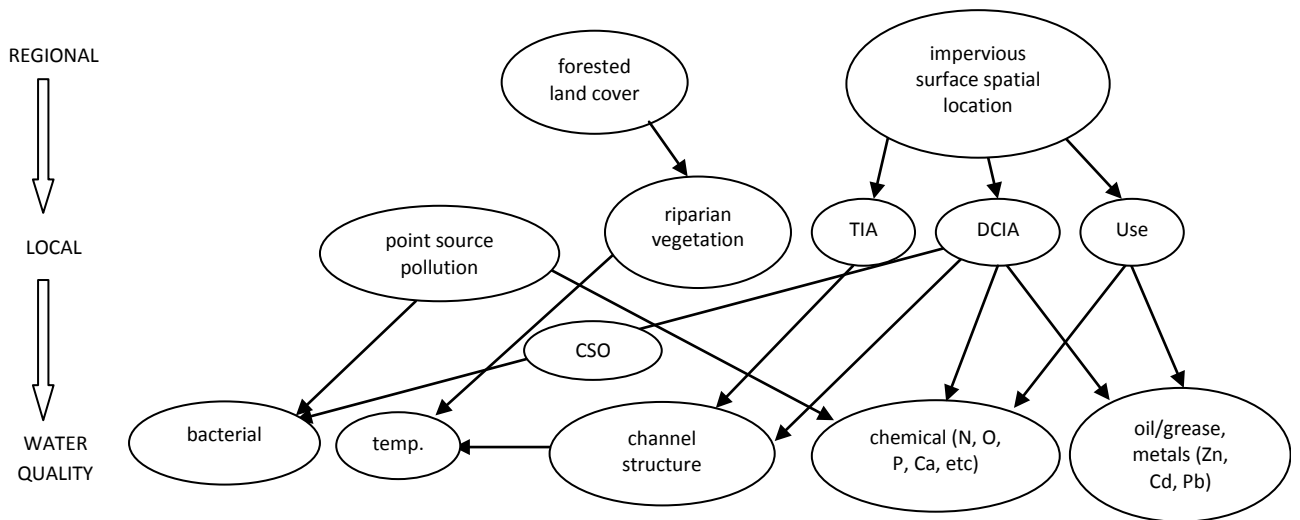 REGIONAL
forested
land cover
impervious
surface spatial
location
LOCAL
point source
pollution
riparian
vegetation
TIA
DCIA
Use
CSO
WATER
QUALITY
bacterial
temp.
channel
structure
chemical (N, O,
P, Ca, etc)
oil/grease,
metals (Zn,
Cd, Pb)